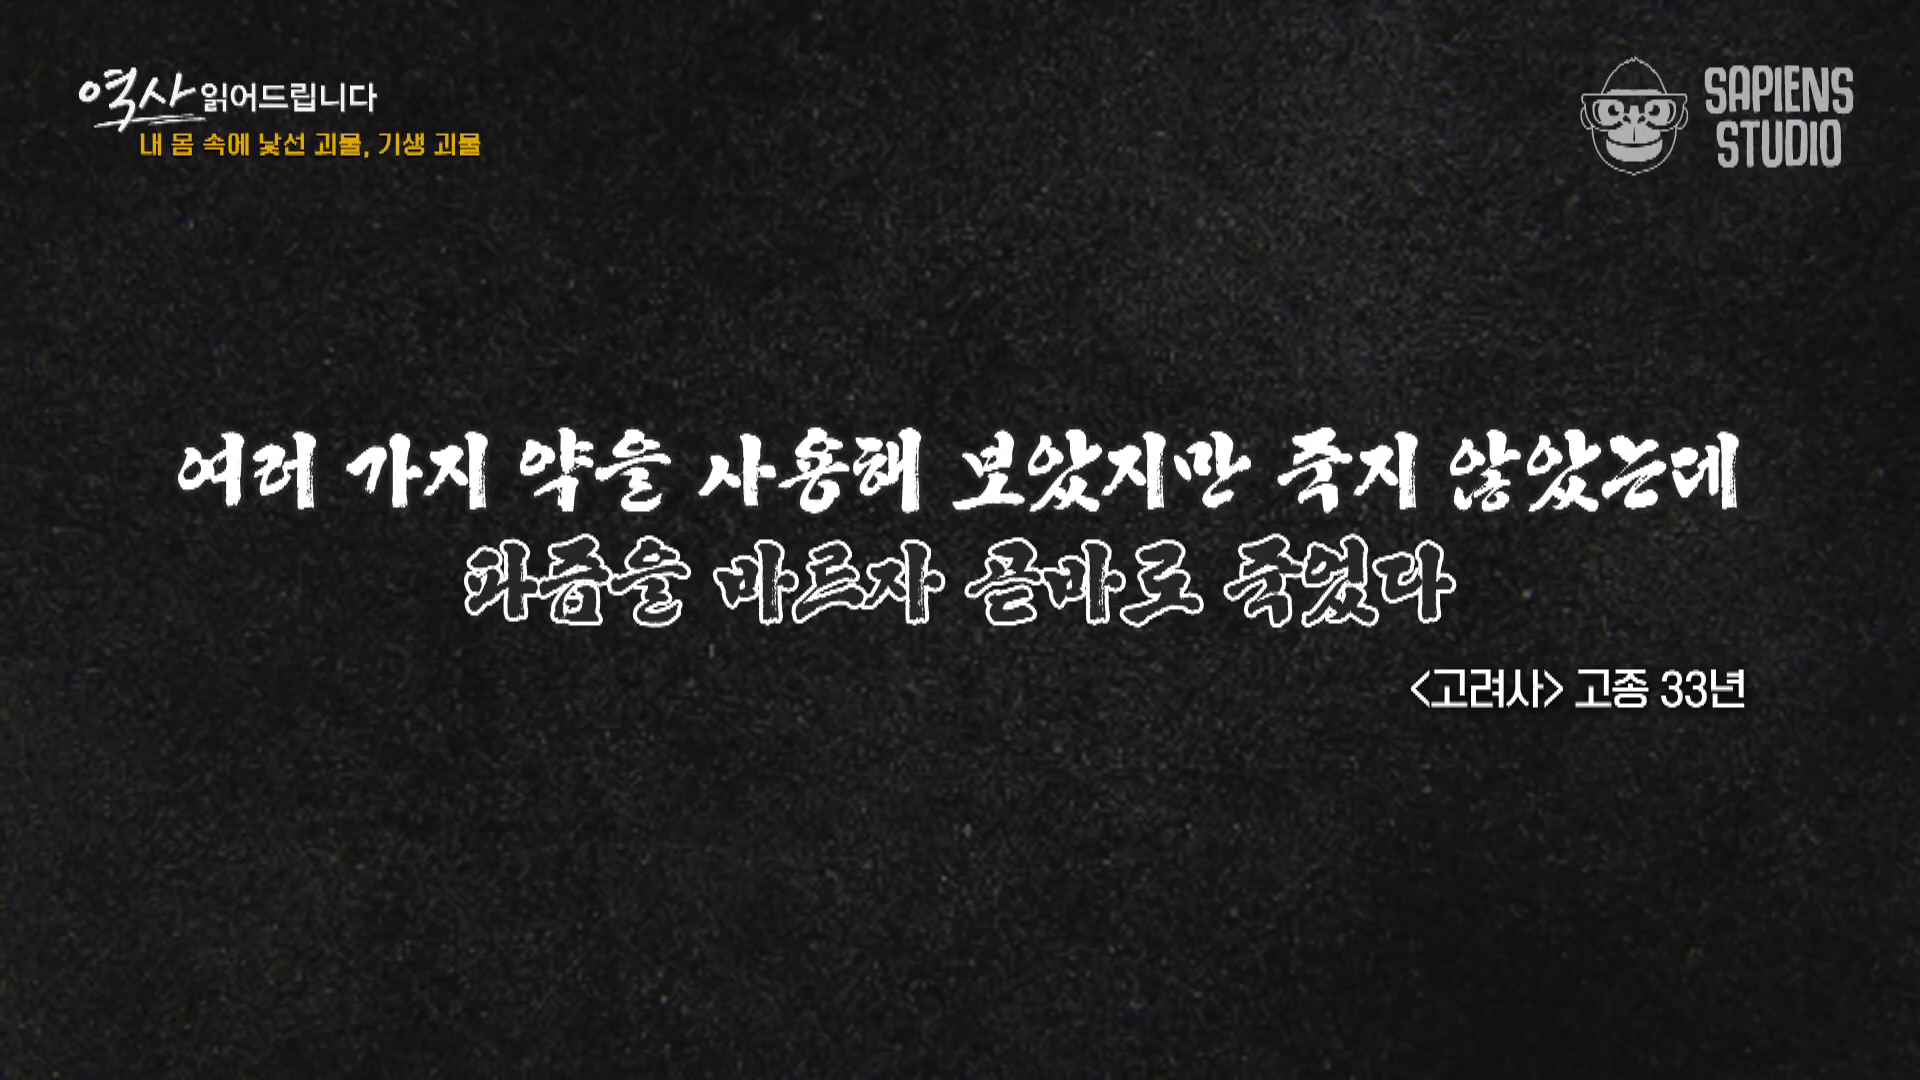 역사 읽어드립니다
내 몸 속에 낯선 괴물, 기생 괴물
SAPIENS
STUDIO
여러 가지 약을 사용해 보았지만 죽지 않았는데
파즙을 바르자 곧바로 죽었다
<고려사> 고종 33년